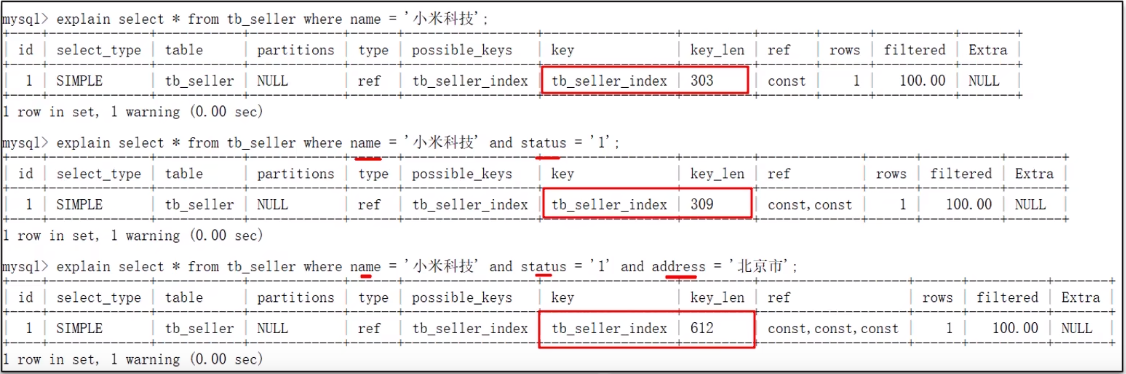 mysql> explain select * from tb_seller where name = '小米科技';
| id | select_type | table | partitions | type | possible_keys | key | key_len | ref | rows | filtered | Extra |
| 1 | SIMPLE | tb_seller | NULL | ref | tb_seller_index | tb_seller_index | 303 | const | 1 | 100.00 | NULL |
1 row in set, 1 warning (0.00 sec)
mysql> explain select * from tb_seller where name = '小米科技' and status = '1';
| id | select_type | table | partitions | type | possible_keys | key | key_len | ref | rows | filtered | Extra |
| 1 | SIMPLE | tb_seller | NULL | ref | tb_seller_index | tb_seller_index | 309 | const,const | 1 | 100.00 | NULL |
1 row in set, 1 warning (0.00 sec)
mysql> explain select * from tb_seller where name = '小米科技' and status = '1' and address = '北京市';
| id | select_type | table | partitions | type | possible_keys | key | key_len | ref | rows | filtered | Extra |
| 1 | SIMPLE | tb_seller | NULL | ref | tb_seller_index | tb_seller_index | 612 | const,const,const | 1 | 100.00 | NULL |
1 row in set, 1 warning (0.00 sec)